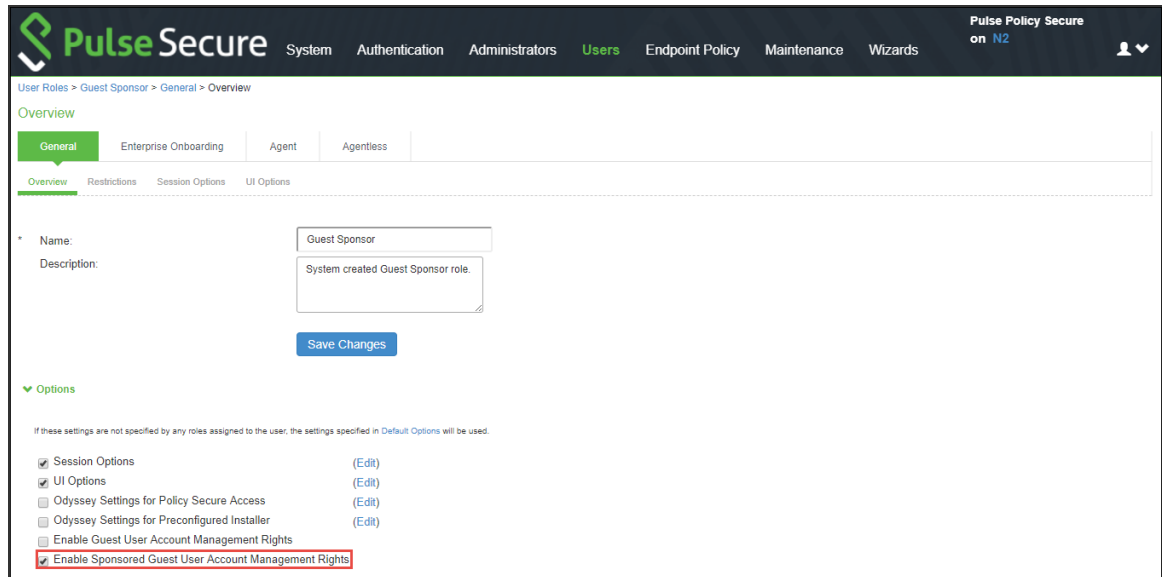 Pulse Secure System Authentication Administrators Users Endpoint Policy Maintenance Wizards
Pulse Policy Secure
on N2
User Roles > Guest Sponsor > General > Overview
Overview
General Enterprise Onboarding Agent Agentless
Overview Restrictions Session Options UI Options
* Name: Guest Sponsor
Description: System created Guest Sponsor role.
Save Changes
Options
If these settings are not specified by any roles assigned to the user, the settings specified in Default Options will be used.
Session Options (Edit)
UI Options (Edit)
Odyssey Settings for Policy Secure Access (Edit)
Odyssey Settings for Preconfigured Installer (Edit)
Enable Guest User Account Management Rights
Enable Sponsored Guest User Account Management Rights